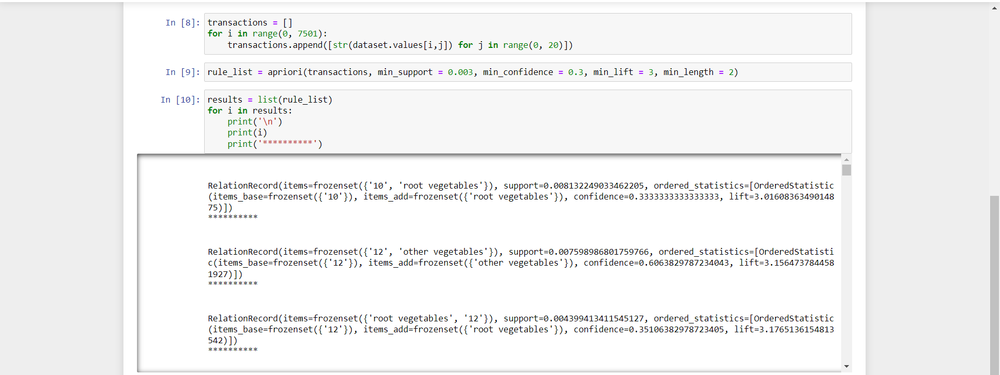 In [8]: transactions = []
for i in range(0, 7501):
    transactions.append([str(dataset.values[i,j]) for j in range(0, 20)])
In [9]: rule_list = apriori(transactions, min_support = 0.003, min_confidence = 0.3, min_lift = 3, min_length = 2)
In [10]: results = list(rule_list)
for i in results:
    print('\n')
    print(i)
    print('**********')
RelationRecord(items=frozenset({'10', 'root vegetables'}), support=0.008132249033462205, ordered_statistics=[OrderedStatistic
(items_base=frozenset({'10'}), items_add=frozenset({'root vegetables'}), confidence=0.3333333333333333, lift=3.01608363490148
75)])
**********
RelationRecord(items=frozenset({'12', 'other vegetables'}), support=0.007598986801759766, ordered_statistics=[OrderedStatisti
c(items_base=frozenset({'12'}), items_add=frozenset({'other vegetables'}), confidence=0.6063829787234043, lift=3.156473784458
1927)])
**********
RelationRecord(items=frozenset({'root vegetables', '12'}), support=0.004399413411545127, ordered_statistics=[OrderedStatistic
(items_base=frozenset({'12'}), items_add=frozenset({'root vegetables'}), confidence=0.35106382978723405, lift=3.1765136154813
542)])
**********